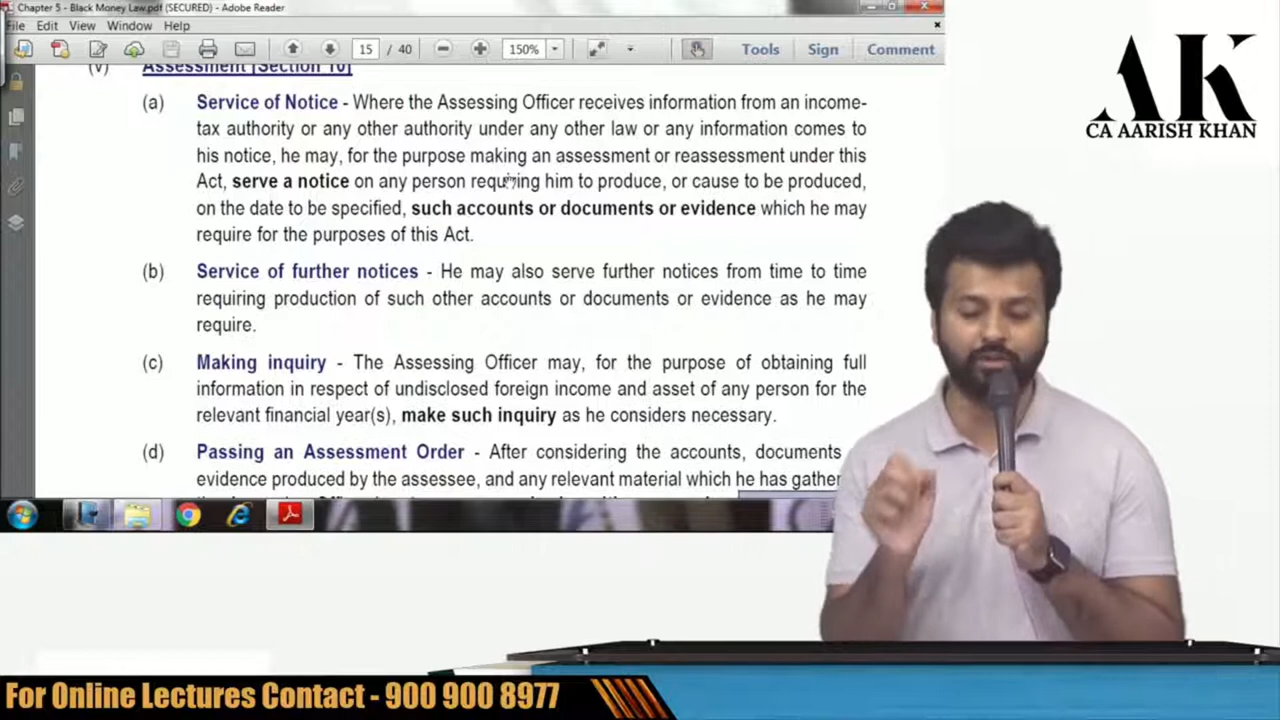 Chapter 5 - Black Money Law.pdf (SECURED) - Adobe Reader
File Edit View Window Help
15 / 40 150% Tools Sign Comment
(v) Assessment [Section 10]
(a) Service of Notice - Where the Assessing Officer receives information from an income-
tax authority or any other authority under any other law or any information comes to
his notice, he may, for the purpose making an assessment or reassessment under this
Act, serve a notice on any person requiring him to produce, or cause to be produced,
on the date to be specified, such accounts or documents or evidence which he may
require for the purposes of this Act.
(b) Service of further notices - He may also serve further notices from time to time
requiring production of such other accounts or documents or evidence as he may
require.
(c) Making inquiry - The Assessing Officer may, for the purpose of obtaining full
information in respect of undisclosed foreign income and asset of any person for the
relevant financial year(s), make such inquiry as he considers necessary.
(d) Passing an Assessment Order - After considering the accounts, documents
evidence produced by the assessee, and any relevant material which he has gather
AK
CA AARISH KHAN
For Online Lectures Contact - 900 900 8977